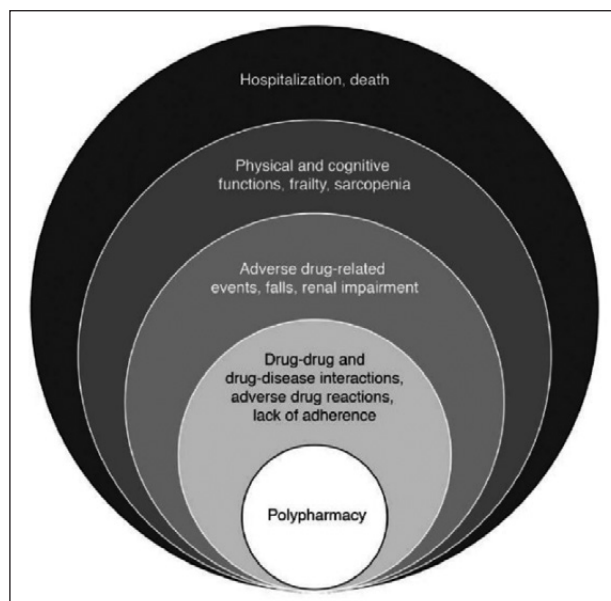 Hospitalization, death
Physical and cognitive
functions, frailty, sarcopenia
Adverse drug-related
events, falls, renal impairment
Drug-drug and
drug-disease interactions,
adverse drug reactions,
lack of adherence
Polypharmacy